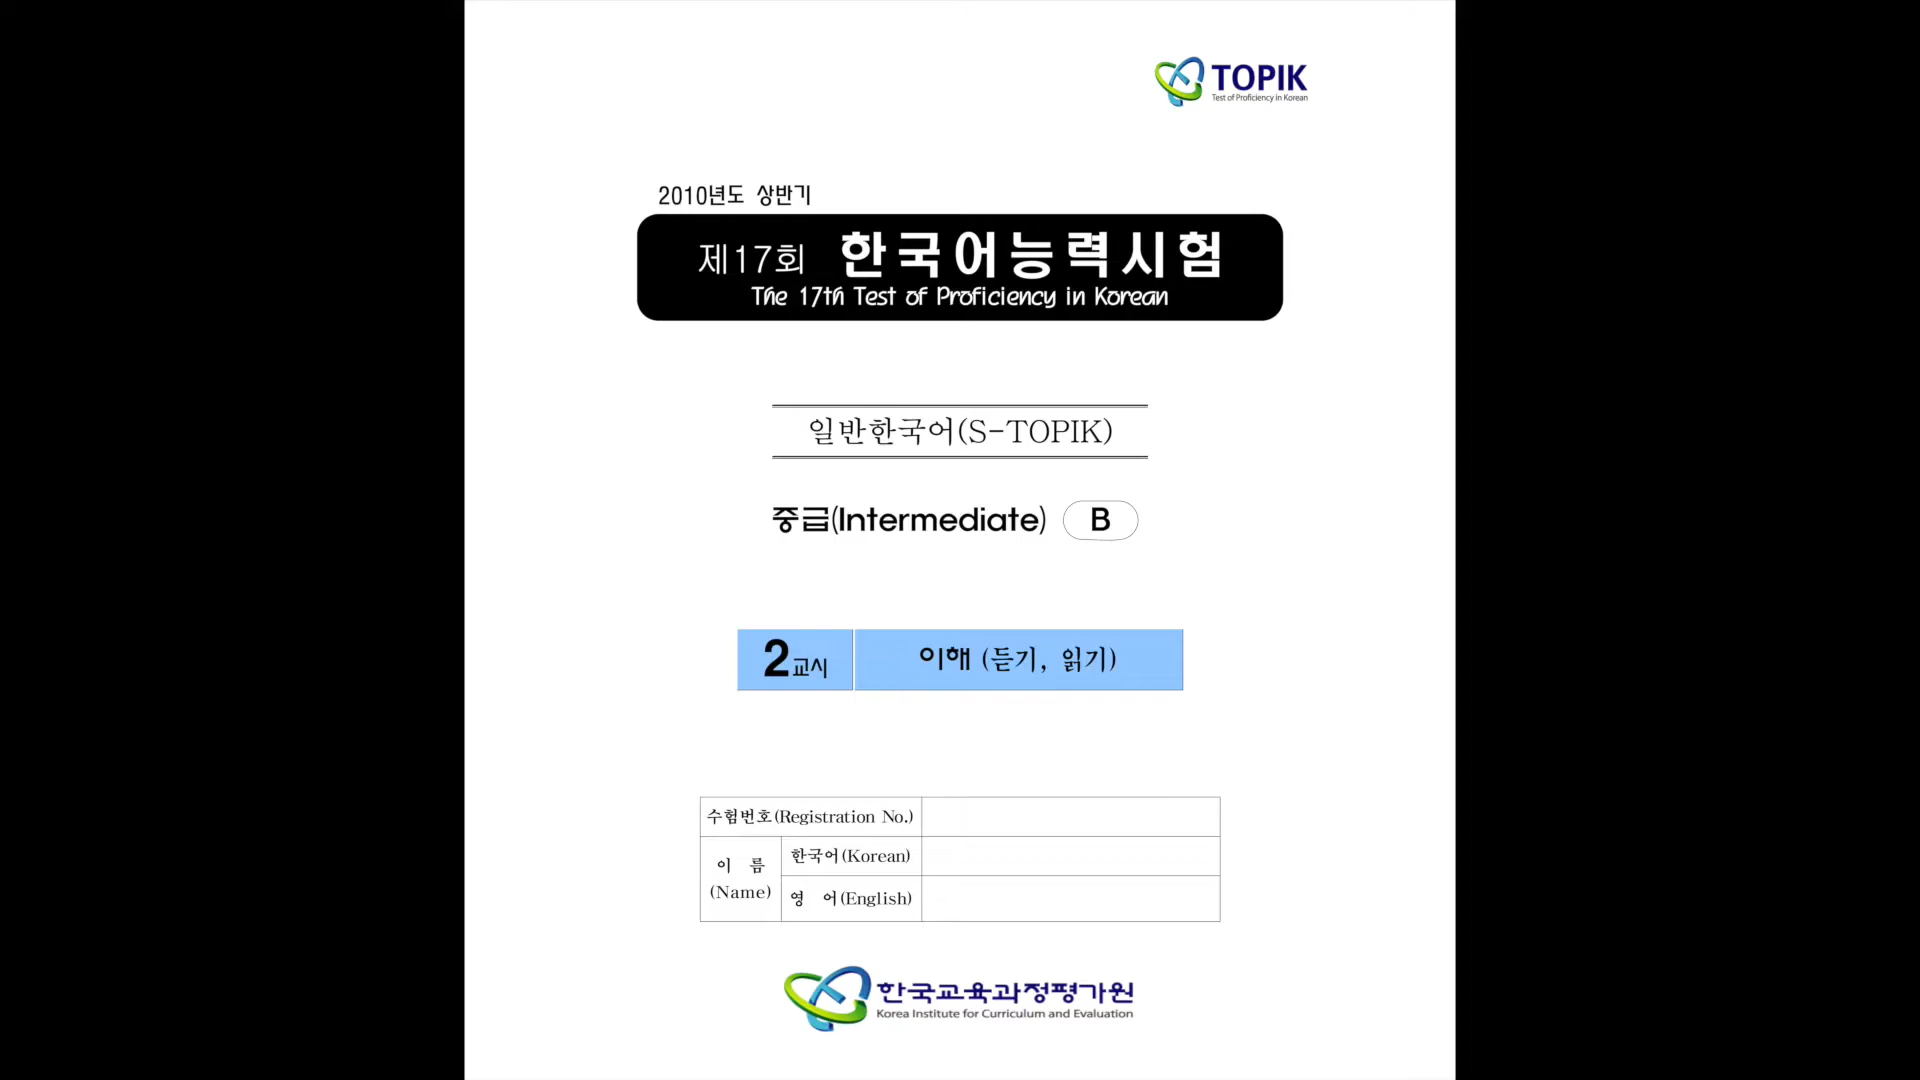 TOPIK
Test of Proficiency in Korean
2010년도 상반기
제17회 한국어능력시험
The 17th Test of Proficiency in Korean
일반한국어(S-TOPIK)
중급(Intermediate) B
2교시 이해 (듣기, 읽기)
수험번호(Registration No.)
이 름
(Name)
한국어(Korean)
영 어(English)
한국교육과정평가원
Korea Institute for Curriculum and Evaluation